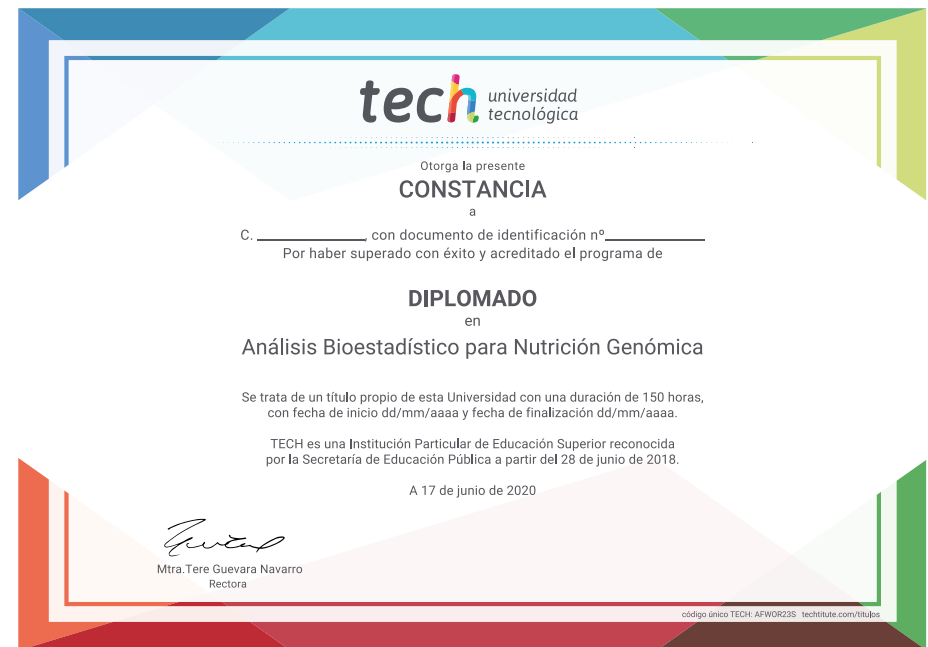 tech universidad
tecnológica
Otorga la presente
CONSTANCIA
a
C. ______________, con documento de identificación nº_____________
Por haber superado con éxito y acreditado el programa de
DIPLOMADO
en
Análisis Bioestadístico para Nutrición Genómica
Se trata de un título propio de esta Universidad con una duración de 150 horas,
con fecha de inicio dd/mm/aaaa y fecha de finalización dd/mm/aaaa.
TECH es una Institución Particular de Educación Superior reconocida
por la Secretaría de Educación Pública a partir del 28 de junio de 2018.
A 17 de junio de 2020
Mtra.Tere Guevara Navarro
Rectora
código único TECH: AFWOR23S techtitute.com/titulos